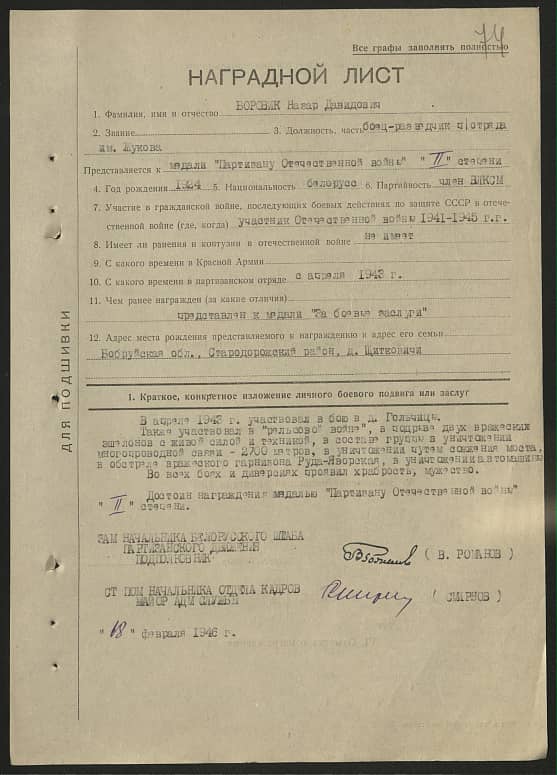 74
Все графы заполнять полностью
НАГРАДНОЙ ЛИСТ
1. Фамилия, имя и отчество БОРОВИК Назар Давидович
2. Звание 3. Должность, часть боец-разведчик п/отряда
им. Жукова
Представляется к медали "Партизану Отечественной войны" "II" степени
4. Год рождения 1924 5. Национальность белорусс 6. Партийность член ВЛКСМ
7. Участие в гражданской войне, последующих боевых действиях по защите СССР в отече-
ственной войне (где, когда) участник Отечественной войны 1941-1945 г.г.
8. Имеет ли ранения и контузии в отечественной войне не имеет
9. С какого времени в Красной Армии
10. С какого времени в партизанском отряде с апреля 1943 г.
11. Чем ранее награжден (за какие отличия)
представлен к медали "За боевые заслуги"
12. Адрес места рождения представляемого к награждению и адрес его семьи
Бобруйская обл., Стародорожский район, д. Щитковичи
ДЛЯ ПОДШИВКИ
1. Краткое, конкретное изложение личного боевого подвига или заслуг
В апреле 1943 г. участвовал в бою в д. Гольчицы.
Также участвовал в "рельсовой войне", в подрыве двух вражеских
эшелонов с живой силой и техникой, в составе группы в уничтожении
многопроводной связи - 2700 метров, в уничтожении путем сожжения моста,
в обстреле вражеского гарнизона Руда-Яворская, в уничтожении автомашины
Во всех боях и диверсиях проявил храбрость, мужество.
Достоин награждения медалью "Партизану Отечественной войны"
"II" степени.
ЗАМ НАЧАЛЬНИКА БЕЛОРУССКОГО ШТАБА
ПАРТИЗАНСКОГО ДВИЖЕНИЯ
ПОДПОЛКОВНИК
( В. РОМАНОВ )
СТ ПОМ НАЧАЛЬНИКА ОТДЕЛА КАДРОВ
МАЙОР АДМ СЛУЖБЫ
( СМИРНОВ )
"18" февраля 1946 г.